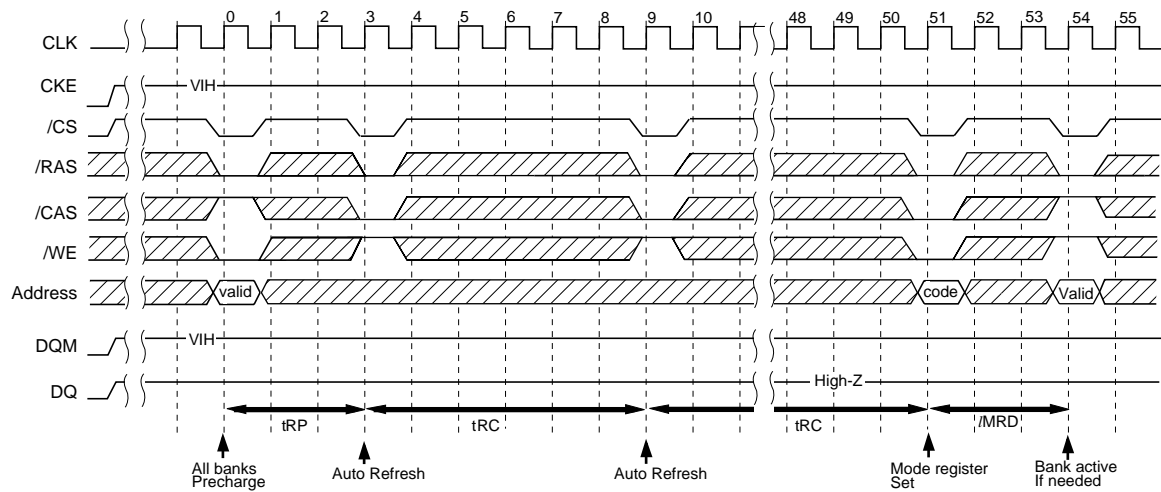 0 1 2 3 4 5 6 7 8 9 10 48 49 50 51 52 53 54 55
CLK
CKE VIH
/CS
/RAS
/CAS
/WE
Address valid code Valid
DQM VIH
DQ High-Z
tRP tRC tRC lMRD
All banks
Precharge
Auto Refresh
Auto Refresh
Mode register
Set
Bank active
If needed